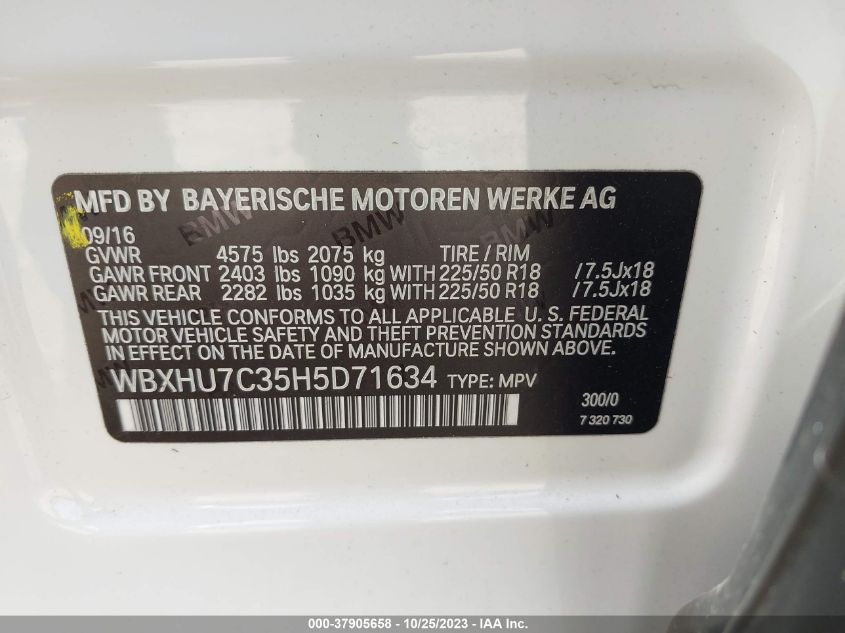 MFD BY BAYERISCHE MOTOREN WERKE AG
BMW BMW BMW
09/16
GVWR 4575 lbs 2075 kg TIRE / RIM
GAWR FRONT 2403 lbs 1090 kg WITH 225/50 R18 /7.5Jx18
GAWR REAR 2282 lbs 1035 kg WITH 225/50 R18 /7.5Jx18
THIS VEHICLE CONFORMS TO ALL APPLICABLE U. S. FEDERAL
MOTOR VEHICLE SAFETY AND THEFT PREVENTION STANDARDS
IN EFFECT ON THE DATE OF MANUFACTURE SHOWN ABOVE.
WBXHU7C35H5D71634 TYPE: MPV
300/0
7 320 730
000-37905658 - 10/25/2023 - © IAA, Inc.